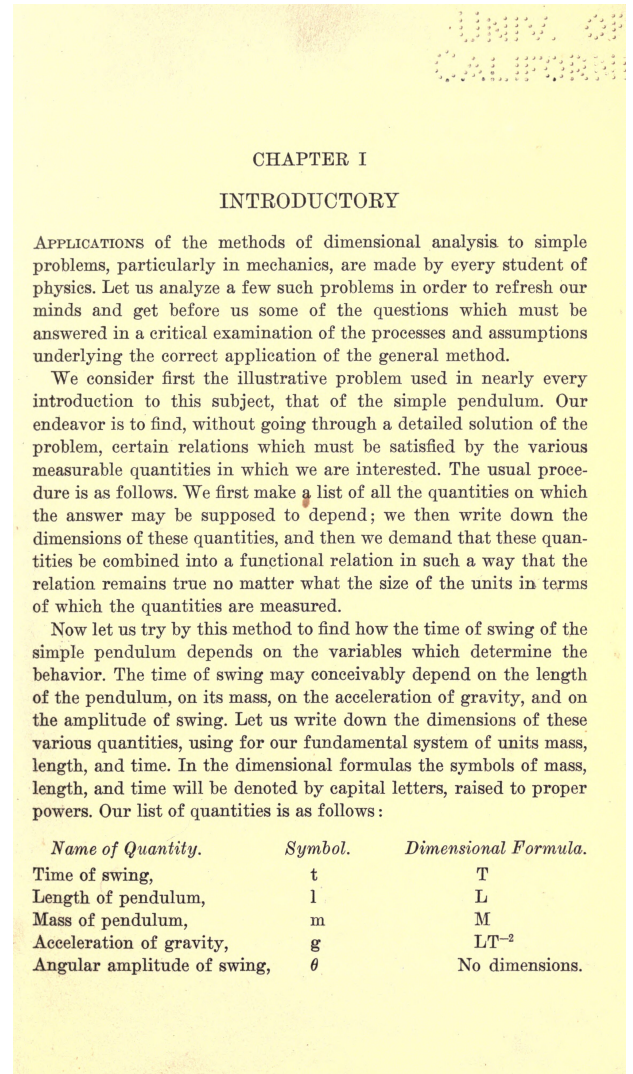 UNIV. OF
CALIFORNI
CHAPTER I
INTRODUCTORY
APPLICATIONS of the methods of dimensional analysis to simple
problems, particularly in mechanics, are made by every student of
physics. Let us analyze a few such problems in order to refresh our
minds and get before us some of the questions which must be
answered in a critical examination of the processes and assumptions
underlying the correct application of the general method.
We consider first the illustrative problem used in nearly every
introduction to this subject, that of the simple pendulum. Our
endeavor is to find, without going through a detailed solution of the
problem, certain relations which must be satisfied by the various
measurable quantities in which we are interested. The usual proce-
dure is as follows. We first make a list of all the quantities on which
the answer may be supposed to depend; we then write down the
dimensions of these quantities, and then we demand that these quan-
tities be combined into a functional relation in such a way that the
relation remains true no matter what the size of the units in terms
of which the quantities are measured.
Now let us try by this method to find how the time of swing of the
simple pendulum depends on the variables which determine the
behavior. The time of swing may conceivably depend on the length
of the pendulum, on its mass, on the acceleration of gravity, and on
the amplitude of swing. Let us write down the dimensions of these
various quantities, using for our fundamental system of units mass,
length, and time. In the dimensional formulas the symbols of mass,
length, and time will be denoted by capital letters, raised to proper
powers. Our list of quantities is as follows:
Name of Quantity. Symbol. Dimensional Formula.
Time of swing, t T
Length of pendulum, l L
Mass of pendulum, m M
Acceleration of gravity, g LT⁻²
Angular amplitude of swing, θ No dimensions.